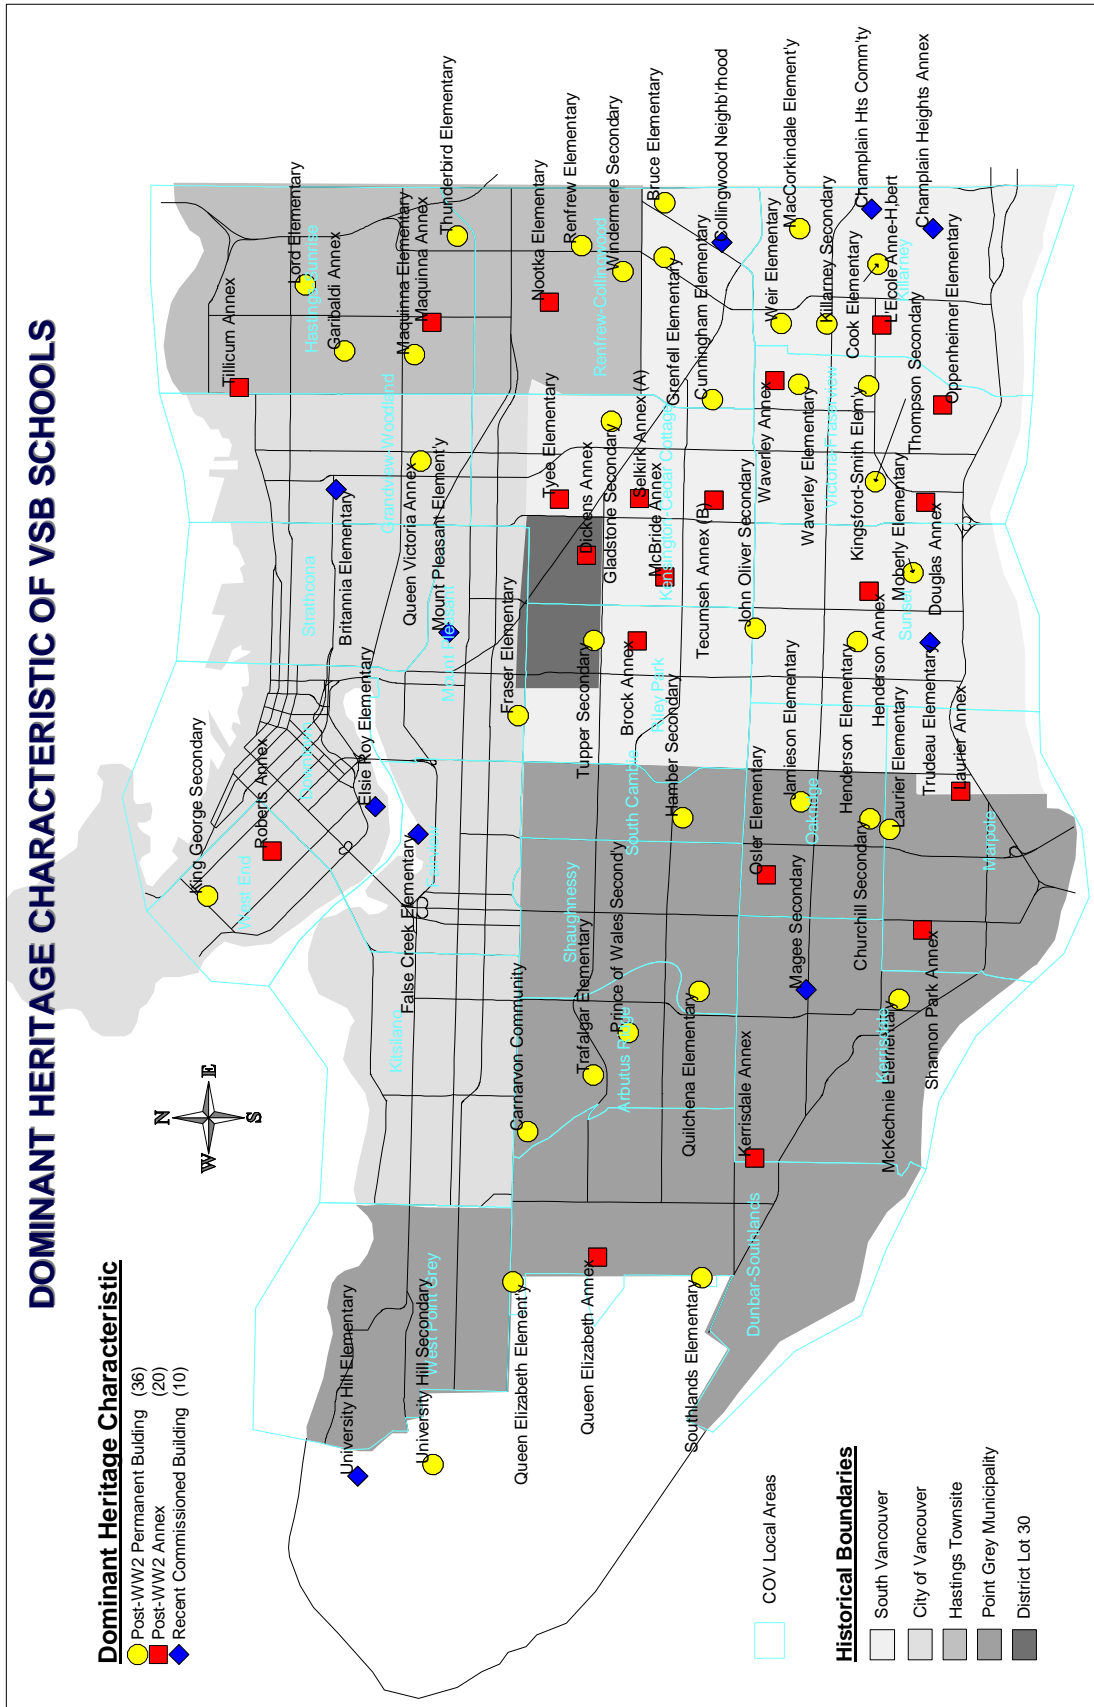 DOMINANT HERITAGE CHARACTERISTIC OF VSB SCHOOLS
Dominant Heritage Characteristic
Post-WW2 Permanent Bulding (36)
Post-WW2 Annex (20)
Recent Commissioned Building (10)
N
E
S
W
COV Local Areas
Historical Boundaries
South Vancouver
City of Vancouver
Hastings Townsite
Point Grey Municipality
District Lot 30
University Hill Elementary
University Hill Secondary
West Point Grey
Queen Elizabeth Element'y
Queen Elizabeth Annex
Southlands Elementary
Dunbar-Southlands
Kitsilano
Carnarvon Community
Trafalgar Elementary
Prince of Wales Second'y
Arbutus Ridge
Quilchena Elementary
Kerrisdale Annex
Magee Secondary
McKechnie Elementary
Kerrisdale
Shannon Park Annex
Shaughnessy
King George Secondary
West End
Roberts Annex
Downtown
Elsie Roy Elementary
False Creek Elementary
Fairview
South Cambie
Hamber Secondary
Osler Elementary
Jamieson Elementary
Oakridge
Churchill Secondary
Laurier Elementary
Laurier Annex
Marpole
Strathcona
Britannia Elementary
Queen Victoria Annex
Mount Pleasant Element'y
Mount Pleasant
Grandview-Woodland
Fraser Elementary
Tupper Secondary
Brock Annex
Riley Park
John Oliver Secondary
Henderson Elementary
Henderson Annex
Trudeau Elementary
Sunset
Moberly Elementary
Douglas Annex
Tyee Elementary
Dickens Annex
Gladstone Secondary
Selkirk Annex (A)
McBride Annex
Kensington-Cedar Cottage
Tecumseh Annex (B)
Tillicum Annex
Lord Elementary
Hastings-Sunrise
Garibaldi Annex
Maquinna Elementary
Maquinna Annex
Thunderbird Elementary
Nootka Elementary
Renfrew Elementary
Renfrew-Collingwood
Windermere Secondary
Bruce Elementary
Grenfell Elementary
Cunningham Elementary
Collingwood Neighb'rhood
Weir Elementary
Waverley Annex
Waverley Elementary
Victoria-Fraserview
MacCorkindale Element'y
Killarney Secondary
Cook Elementary
Kingsford-Smith Elem'y
L'Ecole Anne-H,bert
Killarney
Champlain Hts Comm'ty
Champlain Heights Annex
Thompson Secondary
Oppenheimer Elementary